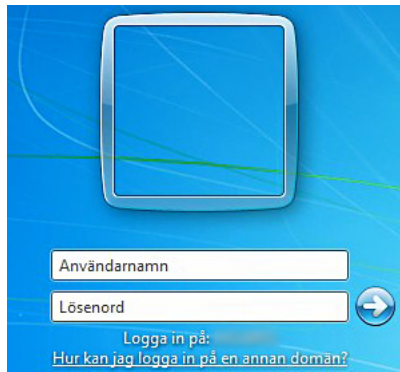 Användarnamn
Lösenord
Logga in på:
Hur kan jag logga in på en annan domän?